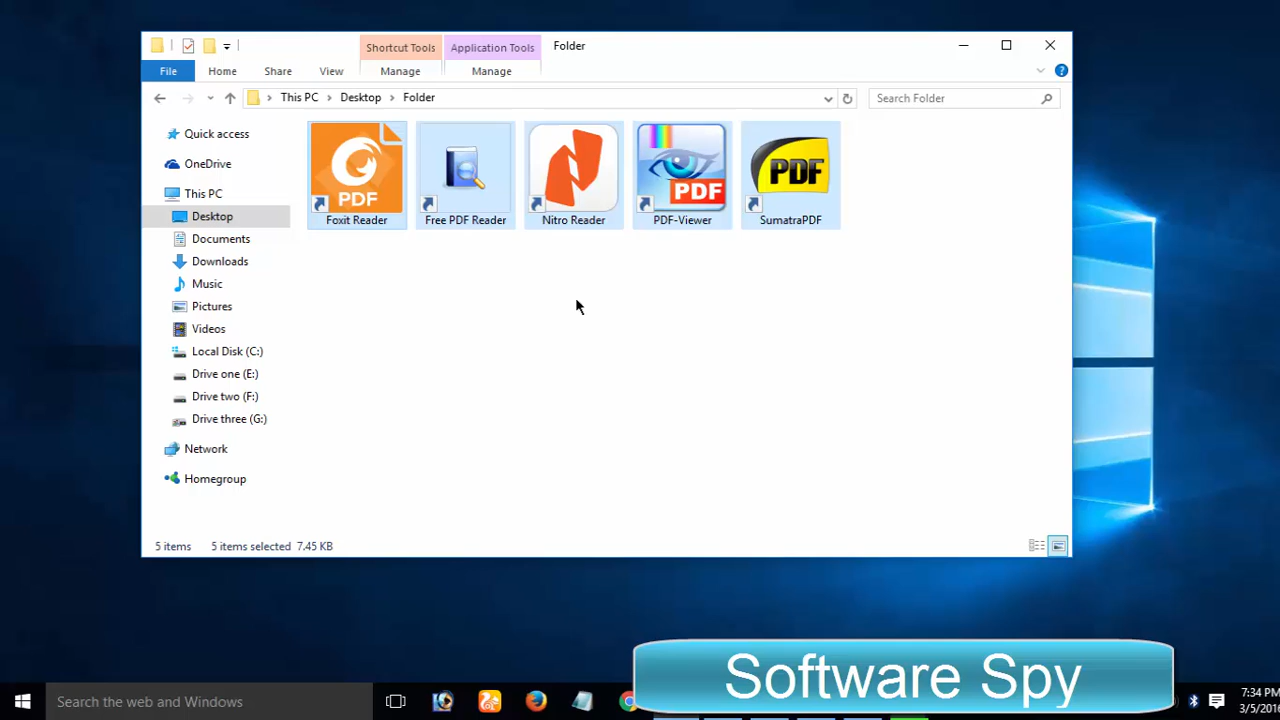 Shortcut Tools
Application Tools
Folder
File
Home
Share
View
Manage
Manage
This PC
Desktop
Folder
Search Folder
Quick access
OneDrive
This PC
Desktop
Documents
Downloads
Music
Pictures
Videos
Local Disk (C:)
Drive one (E:)
Drive two (F:)
Drive three (G:)
Network
Homegroup
PDF
Foxit Reader
Free PDF Reader
Nitro Reader
PDF
PDF-Viewer
PDF
SumatraPDF
5 items
5 items selected 7.45 KB
Software Spy
Search the web and Windows
7:34 PM